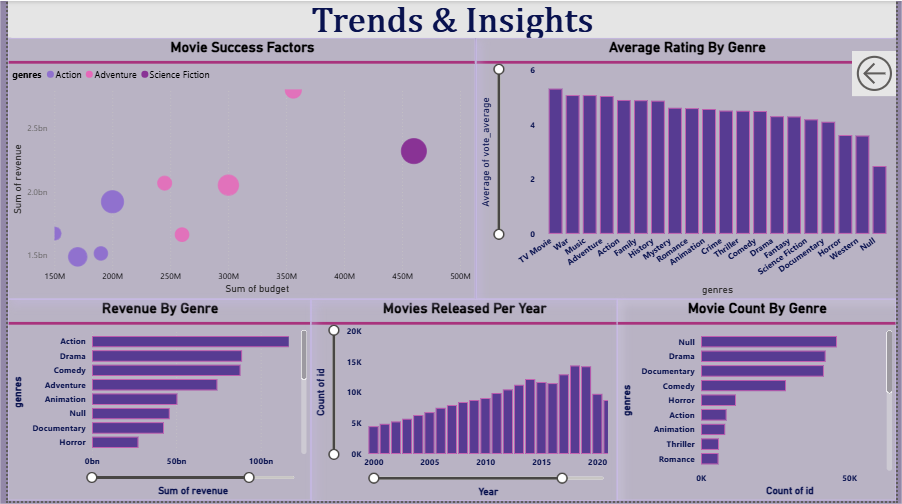 Trends & Insights
Movie Success Factors
genres Action Adventure Science Fiction
Sum of revenue
2.5bn
2.0bn
1.5bn
150M 200M 250M 300M 350M 400M 450M 500M
Sum of budget
Average Rating By Genre
Average of vote_average
6
4
2
0
TV Movie War Music Adventure Action Family History Mystery Romance Animation Crime Thriller Comedy Drama Fantasy Science Fiction Documentary Horror Western Null
genres
Revenue By Genre
genres
Action
Drama
Comedy
Adventure
Animation
Null
Documentary
Horror
0bn 50bn 100bn
Sum of revenue
Movies Released Per Year
Count of id
20K
15K
10K
5K
0K
2000 2005 2010 2015 2020
Year
Movie Count By Genre
genres
Null
Drama
Documentary
Comedy
Horror
Action
Animation
Thriller
Romance
0K 50K
Count of id